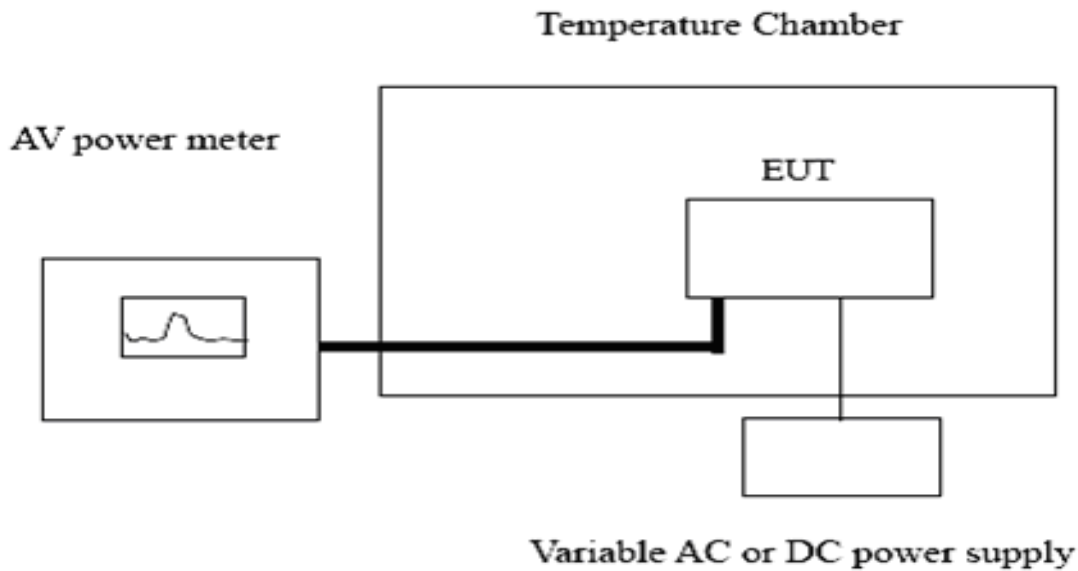 Temperature Chamber
AV power meter
EUT
Variable AC or DC power supply